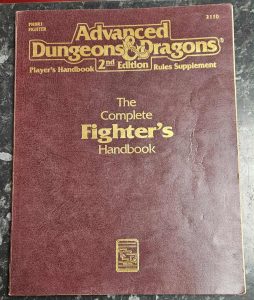 PHBR1
FIGHTER
2110
Advanced
Dungeons & Dragons®
2nd Edition
Player's Handbook Rules Supplement
The
Complete
Fighter's
Handbook